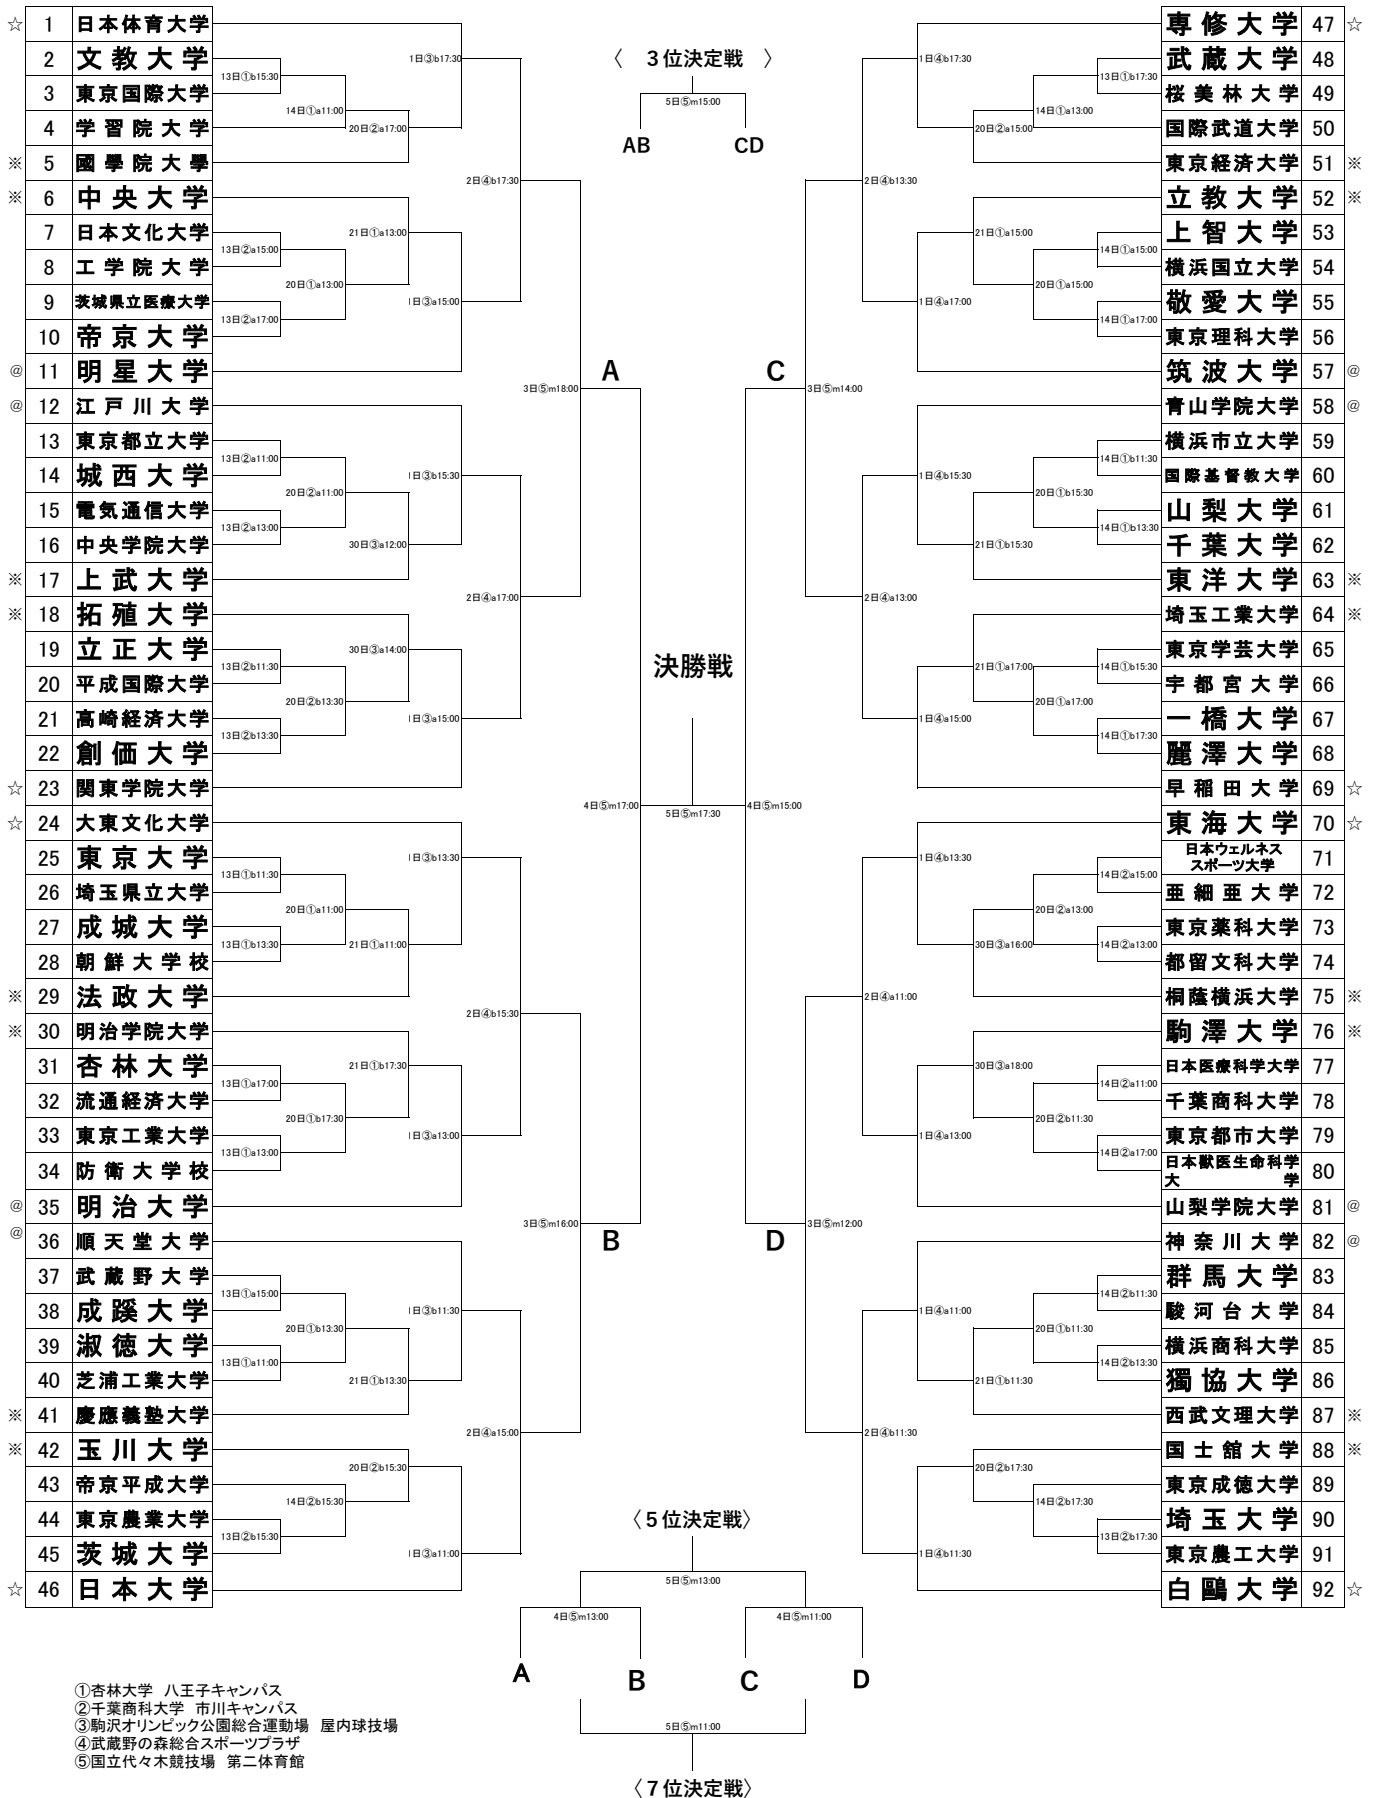 ☆ 1 日本体育大学
2 文教大学
3 東京国際大学
4 学習院大学
※ 5 國學院大學
※ 6 中央大学
7 日本文化大学
8 工学院大学
9 茨城県立医療大学
10 帝京大学
@ 11 明星大学
@ 12 江戸川大学
13 東京都立大学
14 城西大学
15 電気通信大学
16 中央学院大学
※ 17 上武大学
※ 18 拓殖大学
19 立正大学
20 平成国際大学
21 高崎経済大学
22 創価大学
☆ 23 関東学院大学
☆ 24 大東文化大学
25 東京大学
26 埼玉県立大学
27 成城大学
28 朝鮮大学校
※ 29 法政大学
※ 30 明治学院大学
31 杏林大学
32 流通経済大学
33 東京工業大学
34 防衛大学校
@ 35 明治大学
@ 36 順天堂大学
37 武蔵野大学
38 成蹊大学
39 淑徳大学
40 芝浦工業大学
※ 41 慶應義塾大学
※ 42 玉川大学
43 帝京平成大学
44 東京農業大学
45 茨城大学
☆ 46 日本大学
13日①b15:30
13日②a15:00
13日②a17:00
13日②a11:00
13日②a13:00
13日②b11:30
13日②b13:30
13日①b11:30
13日①b13:30
13日①a17:00
13日①a13:00
13日①a15:00
13日①a11:00
13日②b15:30
14日①a11:00
20日①a13:00
20日②a11:00
20日②b13:30
20日①a11:00
20日①b17:30
20日①b13:30
14日②b15:30
20日②a17:00
21日①a13:00
30日③a12:00
30日③a14:00
21日①a11:00
21日①b17:30
21日①b13:30
20日②b15:30
1日③b17:30
1日③a15:00
1日③b15:30
1日③a15:00
1日③b13:30
1日③a13:00
1日③b11:30
1日③a11:00
2日④b17:30
2日④a17:00
2日④b15:30
2日④a15:00
3日⑤m18:00
A
3日⑤m16:00
B
4日⑤m17:00
〈 3位決定戦 〉
5日⑤m15:00
AB
CD
決勝戦
5日⑤m17:30
4日⑤m15:00
C
3日⑤m14:00
D
3日⑤m12:00
2日④b13:30
2日④a13:00
2日④a11:00
2日④b11:30
1日④b17:30
1日④a17:00
1日④b15:30
1日④a15:00
1日④b13:30
1日④a13:00
1日④a11:00
1日④b11:30
20日②a15:00
21日①a15:00
21日①b15:30
21日①a17:00
30日③a16:00
30日③a18:00
21日①b11:30
20日②b17:30
14日①a13:00
20日①a15:00
20日①b15:30
20日①a17:00
20日②a13:00
20日②b11:30
20日①b11:30
14日②b17:30
13日①b17:30
14日①a15:00
14日①a17:00
14日①b11:30
14日①b13:30
14日①b15:30
14日①b17:30
14日②a15:00
14日②a13:00
14日②a11:00
14日②a17:00
14日②b11:30
14日②b13:30
13日②b17:30
専修大学 47 ☆
武蔵大学 48
桜美林大学 49
国際武道大学 50
東京経済大学 51 ※
立教大学 52 ※
上智大学 53
横浜国立大学 54
敬愛大学 55
東京理科大学 56
筑波大学 57 @
青山学院大学 58 @
横浜市立大学 59
国際基督教大学 60
山梨大学 61
千葉大学 62
東洋大学 63 ※
埼玉工業大学 64 ※
東京学芸大学 65
宇都宮大学 66
一橋大学 67
麗澤大学 68
早稲田大学 69 ☆
東海大学 70 ☆
日本ウェルネス
スポーツ大学 71
亜細亜大学 72
東京薬科大学 73
都留文科大学 74
桐蔭横浜大学 75 ※
駒澤大学 76 ※
日本医療科学大学 77
千葉商科大学 78
東京都市大学 79
日本獣医生命科学
大学 80
山梨学院大学 81 @
神奈川大学 82 @
群馬大学 83
駿河台大学 84
横浜商科大学 85
獨協大学 86
西武文理大学 87 ※
国士舘大学 88 ※
東京成徳大学 89
埼玉大学 90
東京農工大学 91
白鷗大学 92 ☆
〈5位決定戦〉
5日⑤m13:00
4日⑤m13:00
4日⑤m11:00
A
B
C
D
5日⑤m11:00
〈7位決定戦〉
①杏林大学 八王子キャンパス
②千葉商科大学 市川キャンパス
③駒沢オリンピック公園総合運動場 屋内球技場
④武蔵野の森総合スポーツプラザ
⑤国立代々木競技場 第二体育館